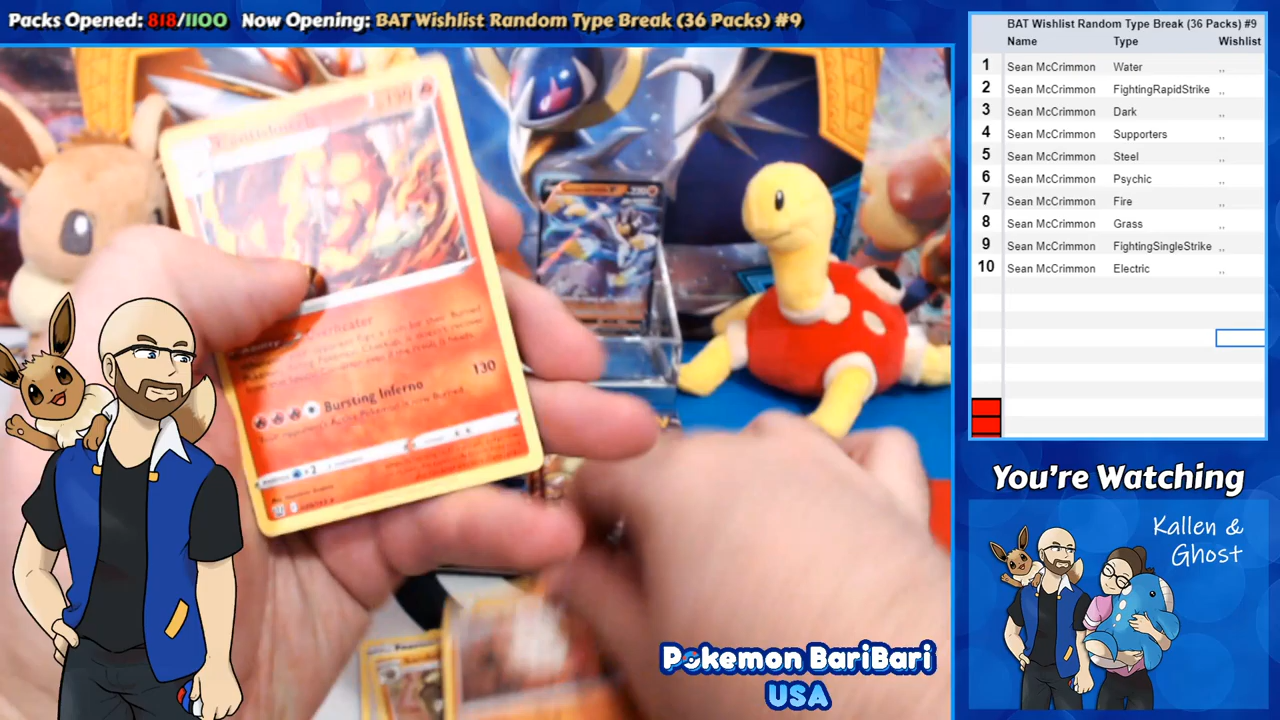 Packs Opened: 818/1100 Now Opening: BAT Wishlist Random Type Break (36 Packs) #9
BAT Wishlist Random Type Break (36 Packs) #9
Name Type Wishlist
1 Sean McCrimmon Water ,,
2 Sean McCrimmon FightingRapidStrike ,,
3 Sean McCrimmon Dark ,,
4 Sean McCrimmon Supporters ,,
5 Sean McCrimmon Steel ,,
6 Sean McCrimmon Psychic ,,
7 Sean McCrimmon Fire ,,
8 Sean McCrimmon Grass ,,
9 Sean McCrimmon FightingSingleStrike ,,
10 Sean McCrimmon Electric ,,
Bursting Inferno 130
You're Watching
Kallen &
Ghost
Pokemon BariBari
USA